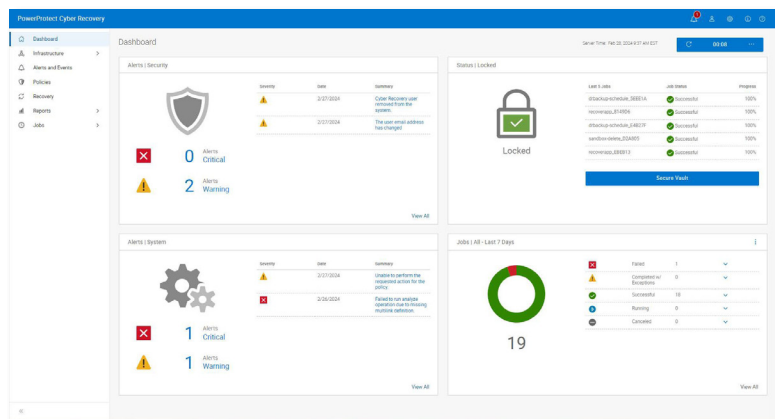 PowerProtect Cyber Recovery
Dashboard
Infrastructure
Alerts and Events
Policies
Recovery
Reports
Jobs
Dashboard
Server Time: Feb 28, 2024 8:07 AM EST
00:08
Alerts | Security
Severity Date Summary
2/27/2024 Cyber Recovery user
removed from the
system.
2/27/2024 The user email address
has changed
0 Alerts
Critical
2 Alerts
Warning
View All
Status | Locked
Locked
Last 5 Jobs Job Status Progress
Successful 100%
recoverapp_814906 Successful 100%
Successful 100%
Successful 100%
Successful 100%
Secure Vault
Alerts | System
Severity Date Summary
2/27/2024 Unable to perform the
requested action for the
policy.
2/26/2024 Failed to run analyze
operation due to missing
runtime definition.
1 Alerts
Critical
1 Alerts
Warning
View All
Jobs | All - Last 7 Days
19
Failed 1
Completed w/ 0
Exceptions
Successful 18
Running 0
Canceled 0
View All